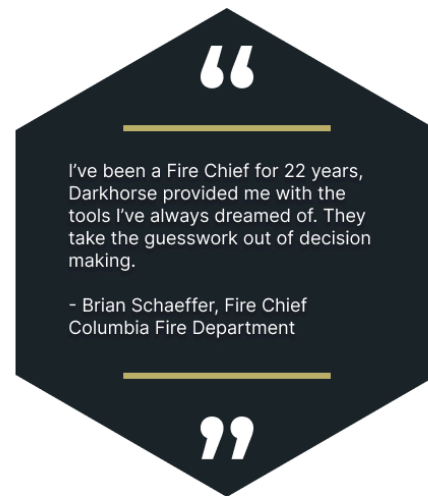 “
I’ve been a Fire Chief for 22 years,
Darkhorse provided me with the
tools I’ve always dreamed of. They
take the guesswork out of decision
making.
- Brian Schaeffer, Fire Chief
Columbia Fire Department
”